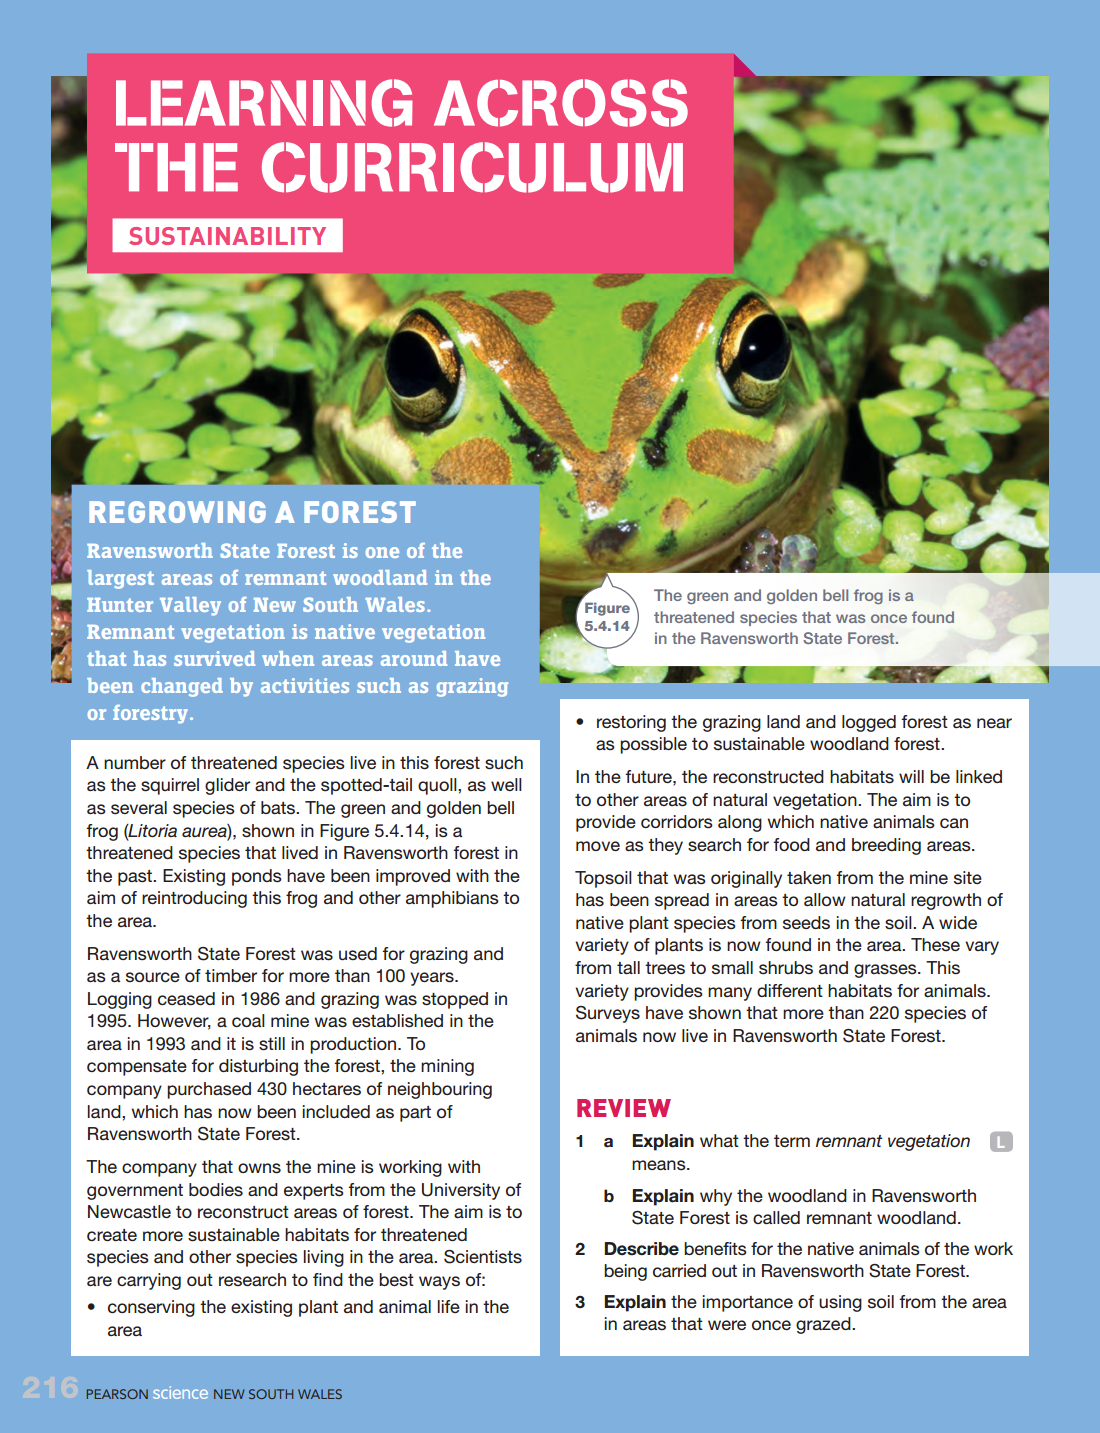 LEARNING ACROSS
THE CURRICULUM
SUSTAINABILITY
REGROWING A FOREST
Ravensworth State Forest is one of the
largest areas of remnant woodland in the
Hunter Valley of New South Wales.
Remnant vegetation is native vegetation
that has survived when areas around have
been changed by activities such as grazing
or forestry.
Figure
5.4.14
The green and golden bell frog is a
threatened species that was once found
in the Ravensworth State Forest.
A number of threatened species live in this forest such
as the squirrel glider and the spotted-tail quoll, as well
as several species of bats. The green and golden bell
frog (Litoria aurea), shown in Figure 5.4.14, is a
threatened species that lived in Ravensworth forest in
the past. Existing ponds have been improved with the
aim of reintroducing this frog and other amphibians to
the area.
Ravensworth State Forest was used for grazing and
as a source of timber for more than 100 years.
Logging ceased in 1986 and grazing was stopped in
1995. However, a coal mine was established in the
area in 1993 and it is still in production. To
compensate for disturbing the forest, the mining
company purchased 430 hectares of neighbouring
land, which has now been included as part of
Ravensworth State Forest.
The company that owns the mine is working with
government bodies and experts from the University of
Newcastle to reconstruct areas of forest. The aim is to
create more sustainable habitats for threatened
species and other species living in the area. Scientists
are carrying out research to find the best ways of:
• conserving the existing plant and animal life in the
area
• restoring the grazing land and logged forest as near
as possible to sustainable woodland forest.
In the future, the reconstructed habitats will be linked
to other areas of natural vegetation. The aim is to
provide corridors along which native animals can
move as they search for food and breeding areas.
Topsoil that was originally taken from the mine site
has been spread in areas to allow natural regrowth of
native plant species from seeds in the soil. A wide
variety of plants is now found in the area. These vary
from tall trees to small shrubs and grasses. This
variety provides many different habitats for animals.
Surveys have shown that more than 220 species of
animals now live in Ravensworth State Forest.
REVIEW
1 a Explain what the term remnant vegetation L
means.
b Explain why the woodland in Ravensworth
State Forest is called remnant woodland.
2 Describe benefits for the native animals of the work
being carried out in Ravensworth State Forest.
3 Explain the importance of using soil from the area
in areas that were once grazed.
216 PEARSON science NEW SOUTH WALES